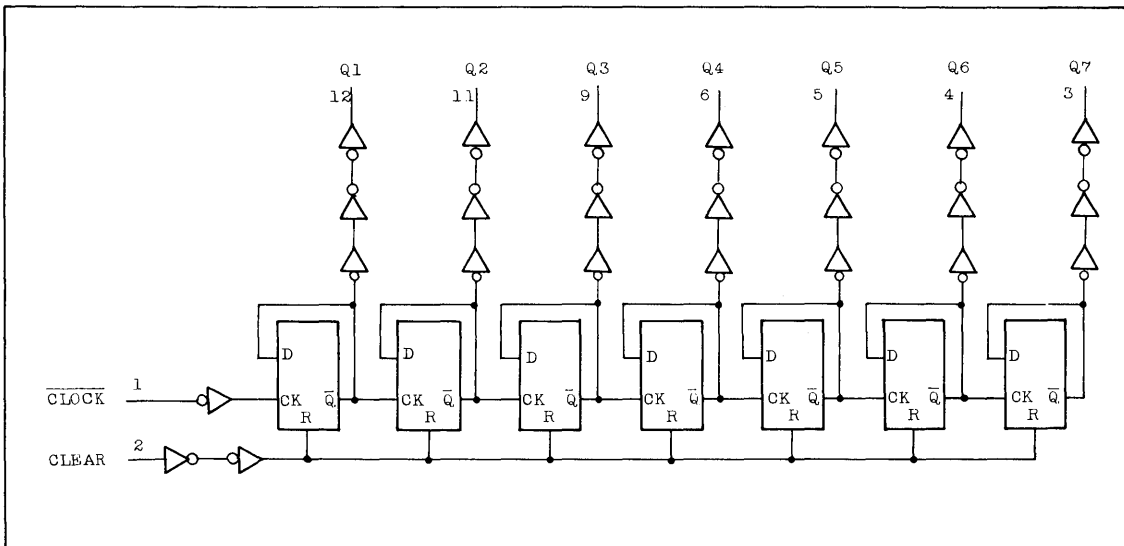 Q1 Q2 Q3 Q4 Q5 Q6 Q7
12 11 9 6 5 4 3
D D D D D D D
CLOCK 1 CK Q CK Q CK Q CK Q CK Q CK Q CK Q
R R R R R R R
CLEAR 2